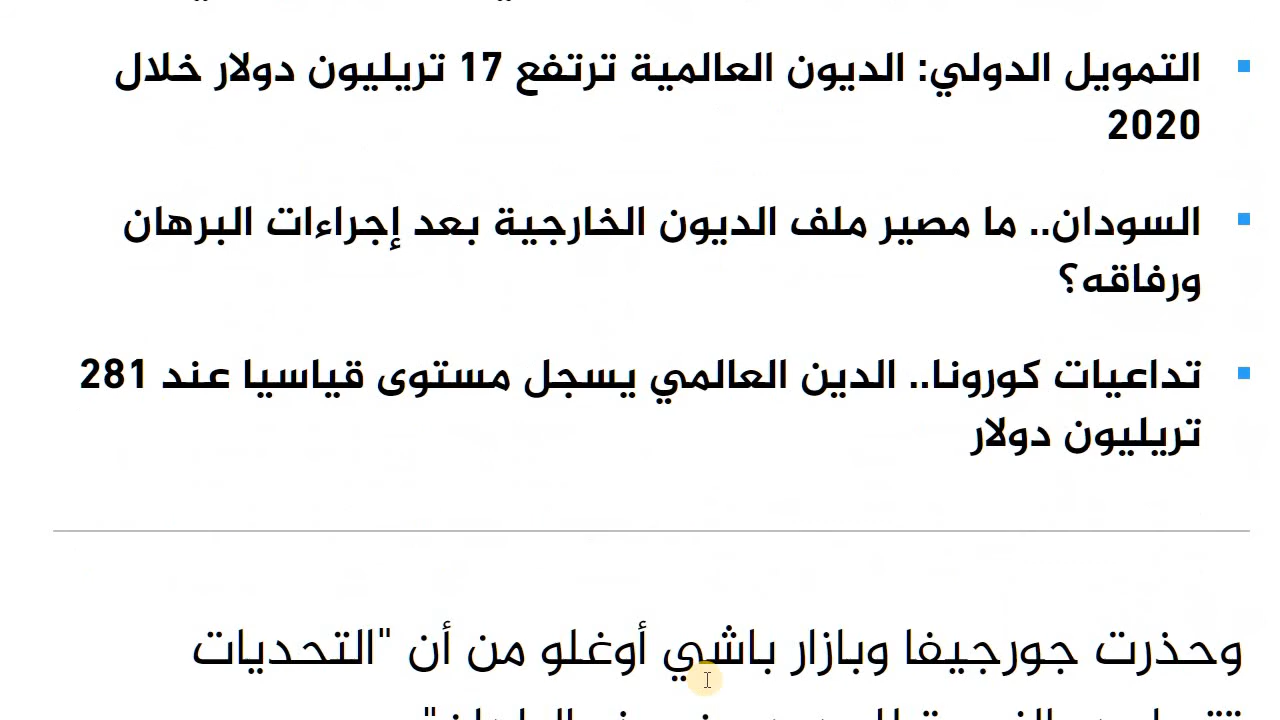 التمويل الدولي: الديون العالمية ترتفع 17 تريليون دولار خلال
2020
السودان.. ما مصير ملف الديون الخارجية بعد إجراءات البرهان
ورفاقه؟
تداعيات كورونا.. الدين العالمي يسجل مستوى قياسيا عند 281
تريليون دولار
وحذرت جورجيفا وبازار باشي أوغلو من أن "التحديات